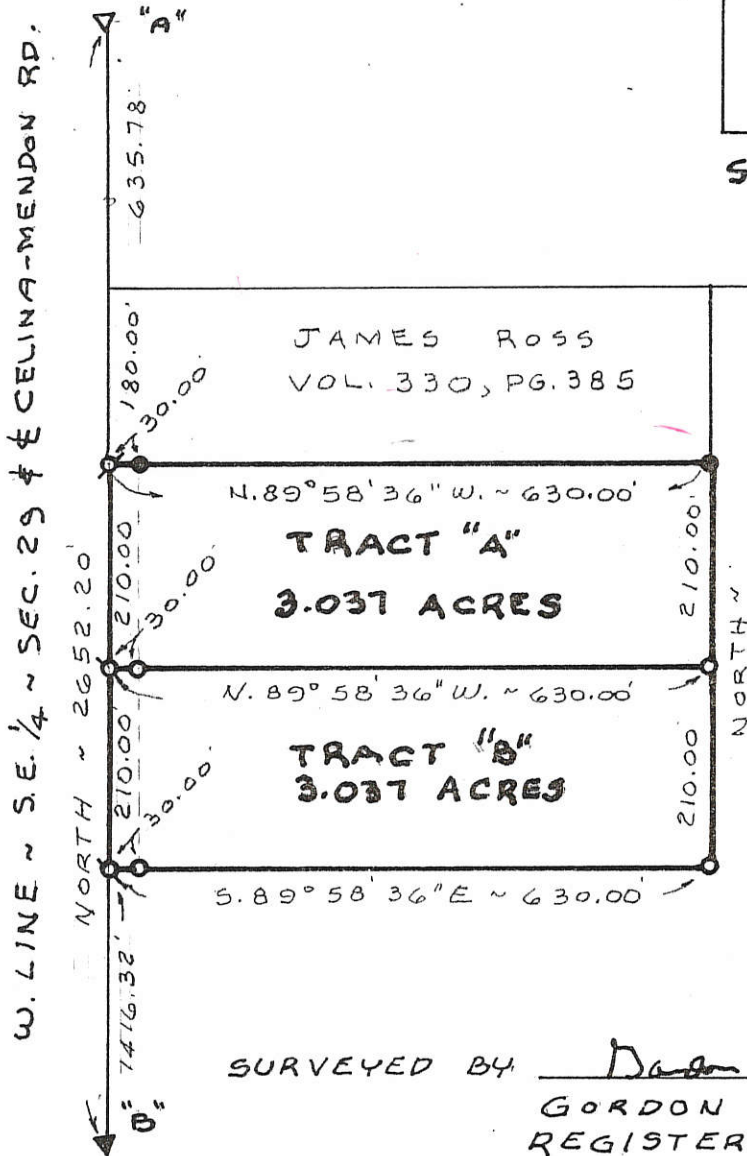 "A"
635.78
W. LINE ~ S.E. 1/4 ~ SEC. 29 & ℄ CELINA-MENDON RD.
S
JAMES ROSS
VOL. 330, PG. 385
180.00'
30.00'
N. 89° 58' 36" W. ~ 630.00'
TRACT "A"
3.037 ACRES
210.00
210.00'
30.00'
NORTH ~ 2652.20'
NORTH ~
N. 89° 58' 36" W. ~ 630.00'
TRACT "B"
3.037 ACRES
210.00'
210.00
30.00'
S. 89° 58' 36" E ~ 630.00'
1416.32'
"B"
SURVEYED BY Gordon
GORDON
REGISTER